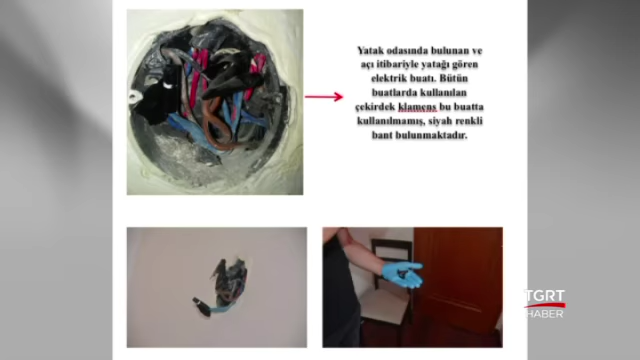 Yatak odasında bulunan ve
açı itibariyle yatağı gören
elektrik buatı. Bütün
buatlarda kullanılan
çekirdek klamens bu buatta
kullanılmamış, siyah renkli
bant bulunmaktadır.
TGRT
HABER